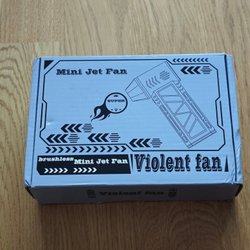 Mini Jet Fan
SUPER
brushless Mini Jet Fan
Violent fan
Violent Fan